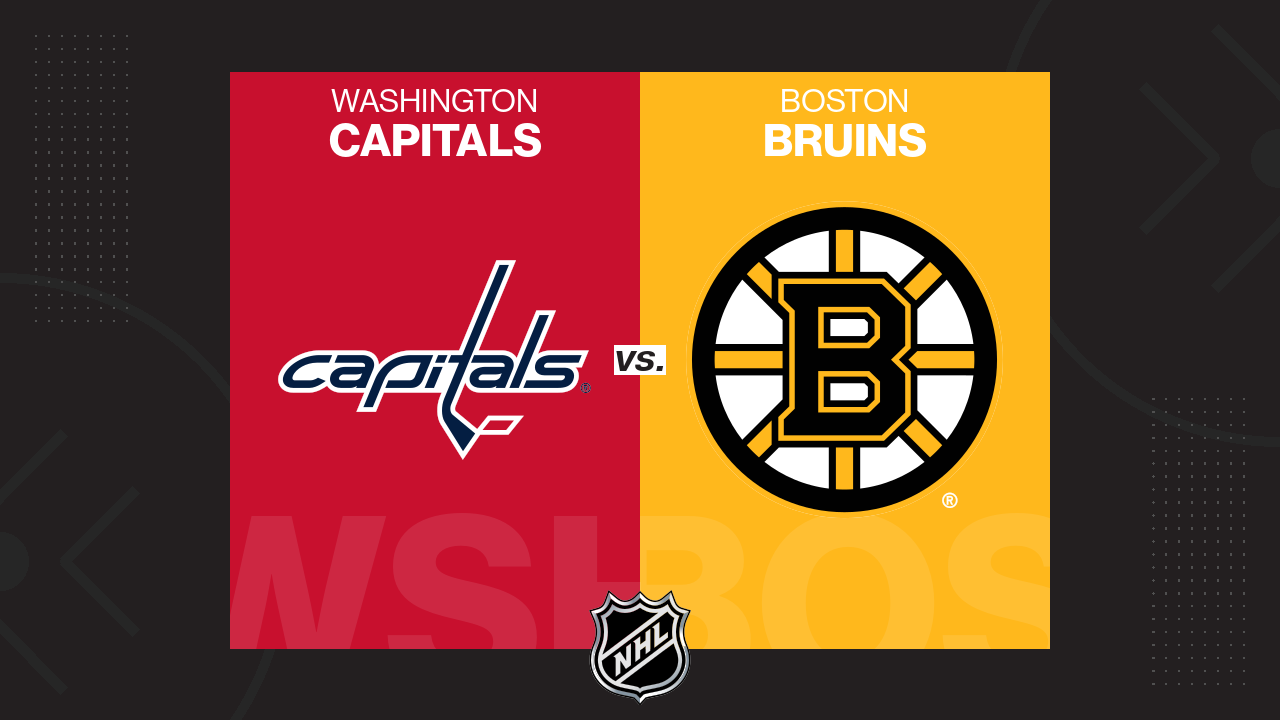 WASHINGTON
CAPITALS
BOSTON
BRUINS
capitals
vs.
B
®
WSH
BOS
NHL